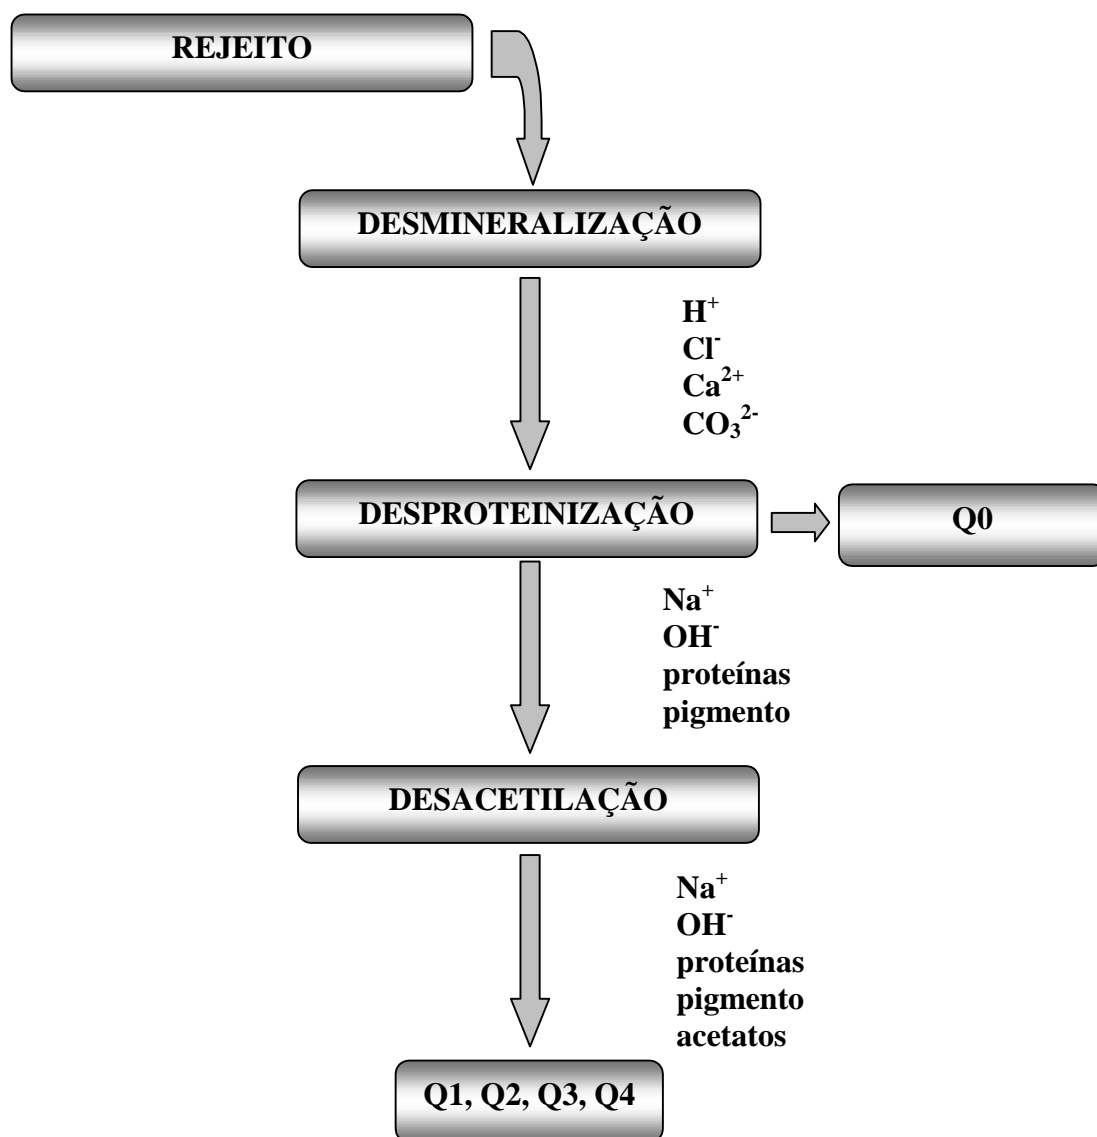 REJEITO
DESMINERALIZAÇÃO
H⁺
Cl⁻
Ca²⁺
CO₃²⁻
DESPROTEINIZAÇÃO
Q0
Na⁺
OH⁻
proteínas
pigmento
DESACETILAÇÃO
Na⁺
OH⁻
proteínas
pigmento
acetatos
Q1, Q2, Q3, Q4